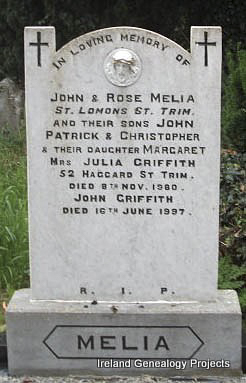 IN LOVING MEMORY OF
JOHN & ROSE MELIA
ST. LOMONS ST. TRIM.
AND THEIR SONS JOHN
PATRICK & CHRISTOPHER
& THEIR DAUGHTER MARGARET
MRS JULIA GRIFFITH
52 HAGGARD ST TRIM.
DIED 8TH NOV. 1980.
JOHN GRIFFITH
DIED 16TH JUNE 1997.
R. I. P.
MELIA
Ireland Genealogy Projects